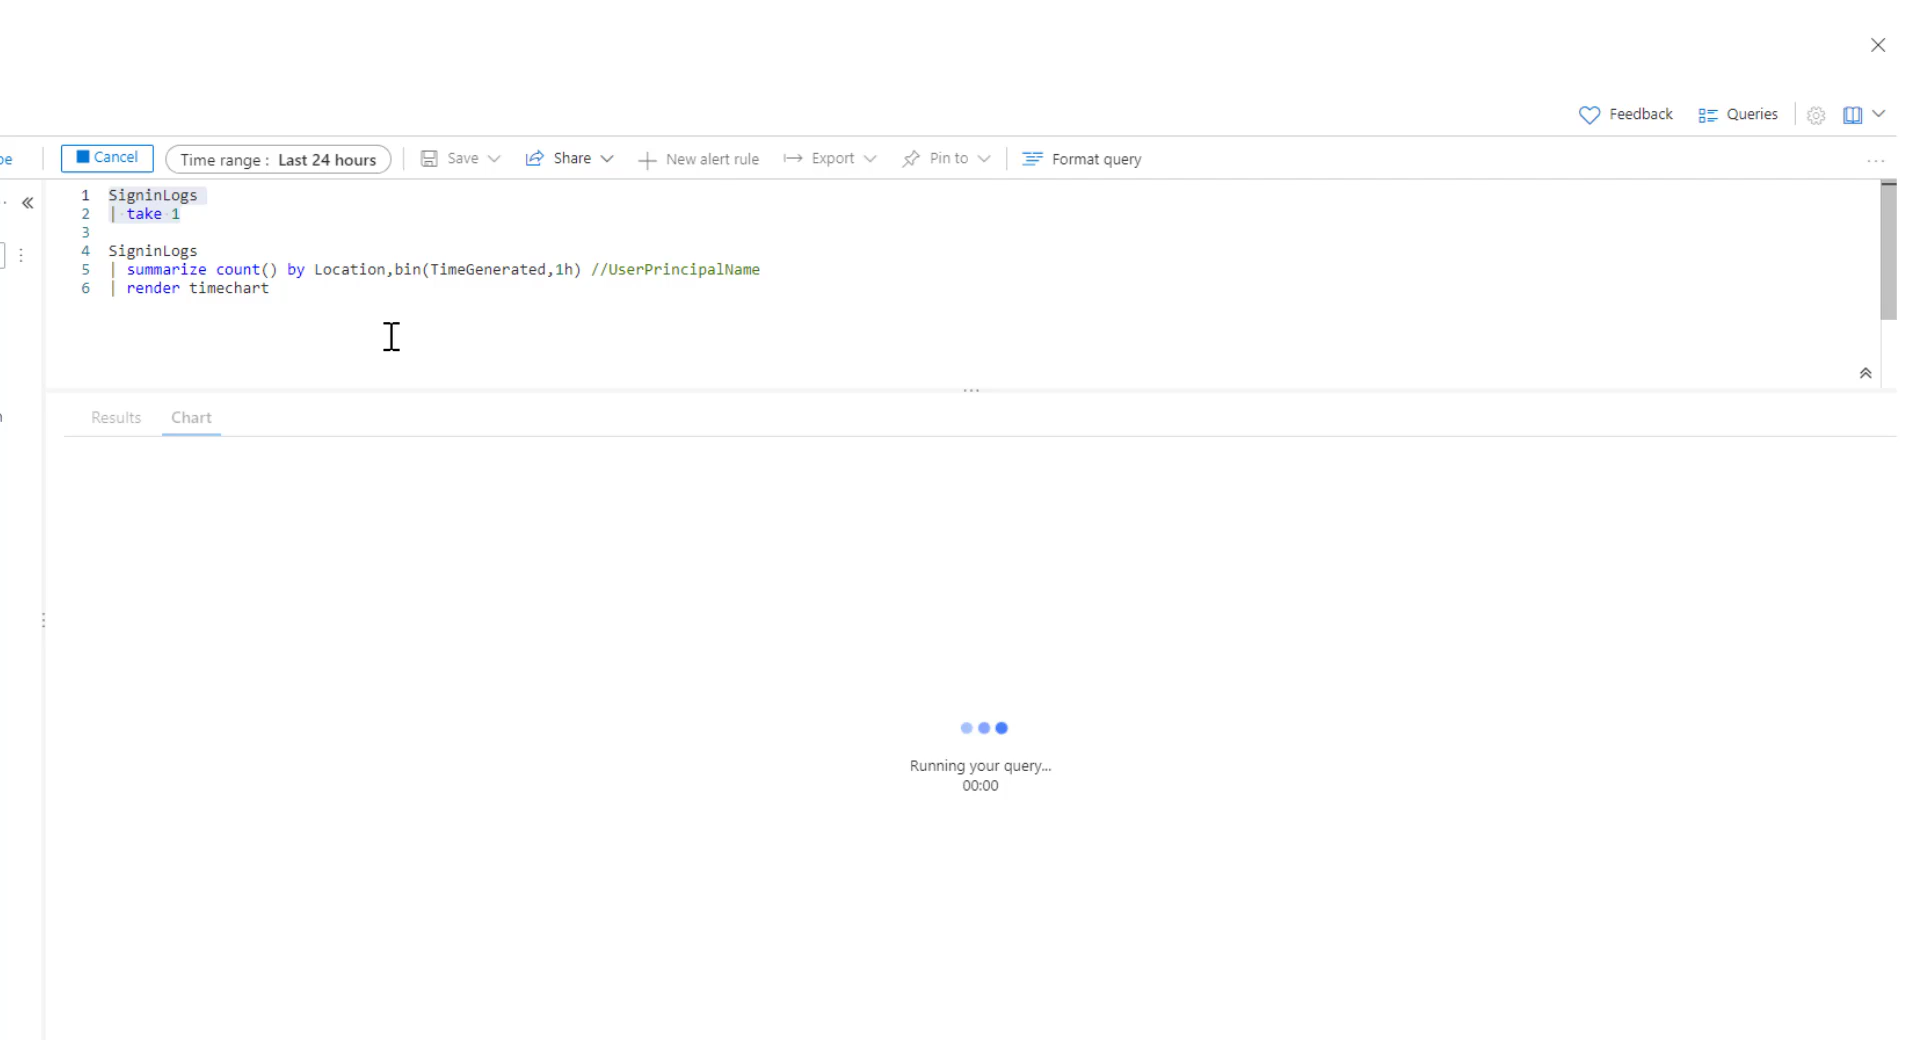 Feedback Queries
be Cancel Time range : Last 24 hours Save Share New alert rule Export Pin to Format query ...
1 SigninLogs
2 | take 1
3
4 SigninLogs
5 | summarize count() by Location,bin(TimeGenerated,1h) //UserPrincipalName
6 | render timechart
Results Chart
Running your query...
00:00